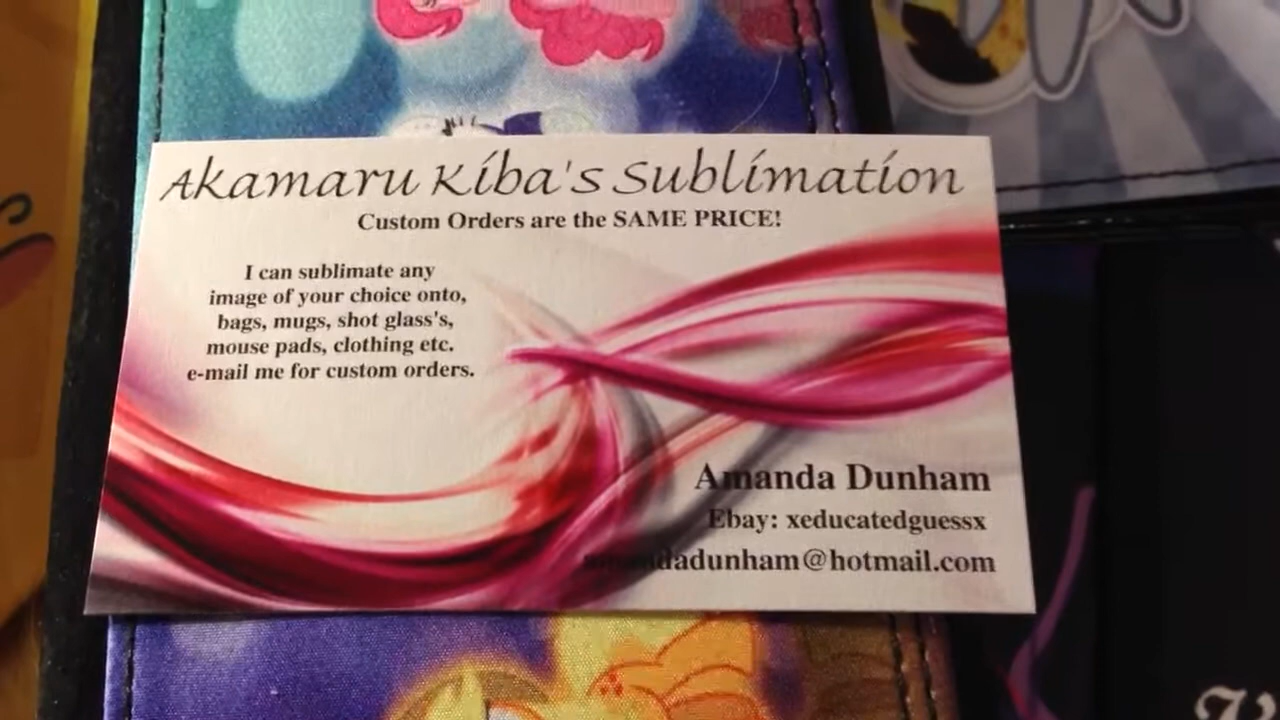 Akamaru Kiba's Sublimation
Custom Orders are the SAME PRICE!
I can sublimate any
image of your choice onto,
bags, mugs, shot glass's,
mouse pads, clothing etc.
e-mail me for custom orders.
Amanda Dunham
Ebay: xeducatedguessx
amandadunham@hotmail.com